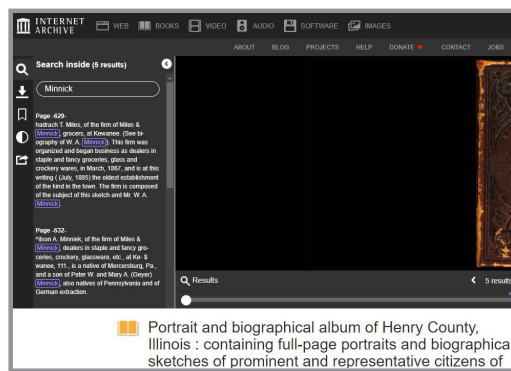 INTERNET
ARCHIVE
WEB
BOOKS
VIDEO
AUDIO
SOFTWARE
IMAGES
ABOUT
BLOG
PROJECTS
HELP
DONATE
CONTACT
JOBS
Search inside (5 results)
Minnick
Page -629-
hadrach T. Miles, of the firm of Miles &
Minnick, grocers, at Kewanee. (See bi-
ography of W. A. Minnick). This firm was
organized and began business as dealers in
staple and fancy groceries, glass and
crockery wares, in March, 1867, and is at this
writing ( (July, 1885) the oldest establishment
of the kind in the town. The firm is composed
of the subject of this sketch and Mr. W. A.
Minnick.
Page -632-
^ilson A. Minniek, of the firm of Miles &
Minnick, dealers in staple and fancy gro-
ceries, crockery, glassware, etc., at Ke- $
wanee, 111., is a native of Mercersburg, Pa.,
and a son of Peter W. and Mary A. (Geyer)
Minnick, also natives of Pennsylvania and of
German extraction.
Results
5 results
Portrait and biographical album of Henry County,
Illinois : containing full-page portraits and biographica
sketches of prominent and representative citizens of